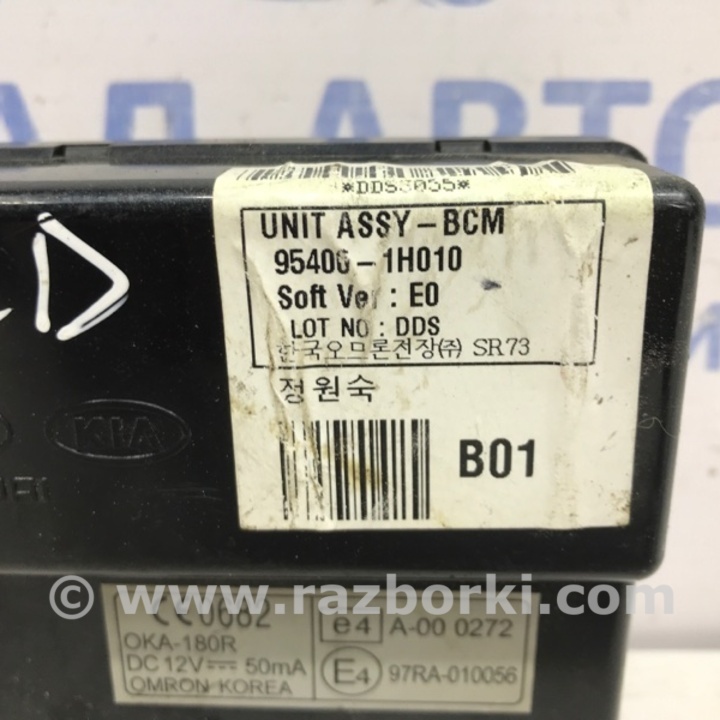 *DDS3035*
UNIT ASSY-BCM
95400-1H010
Soft Ver : E0
LOT NO : DDS
한국오므론전장(주) SR73
정원숙
B01
D
KIA
© www.razborki.com
CE0682
OKA-180R
DC 12V 50mA
OMRON KOREA
e4 A-00 0272
E4 97RA-010056